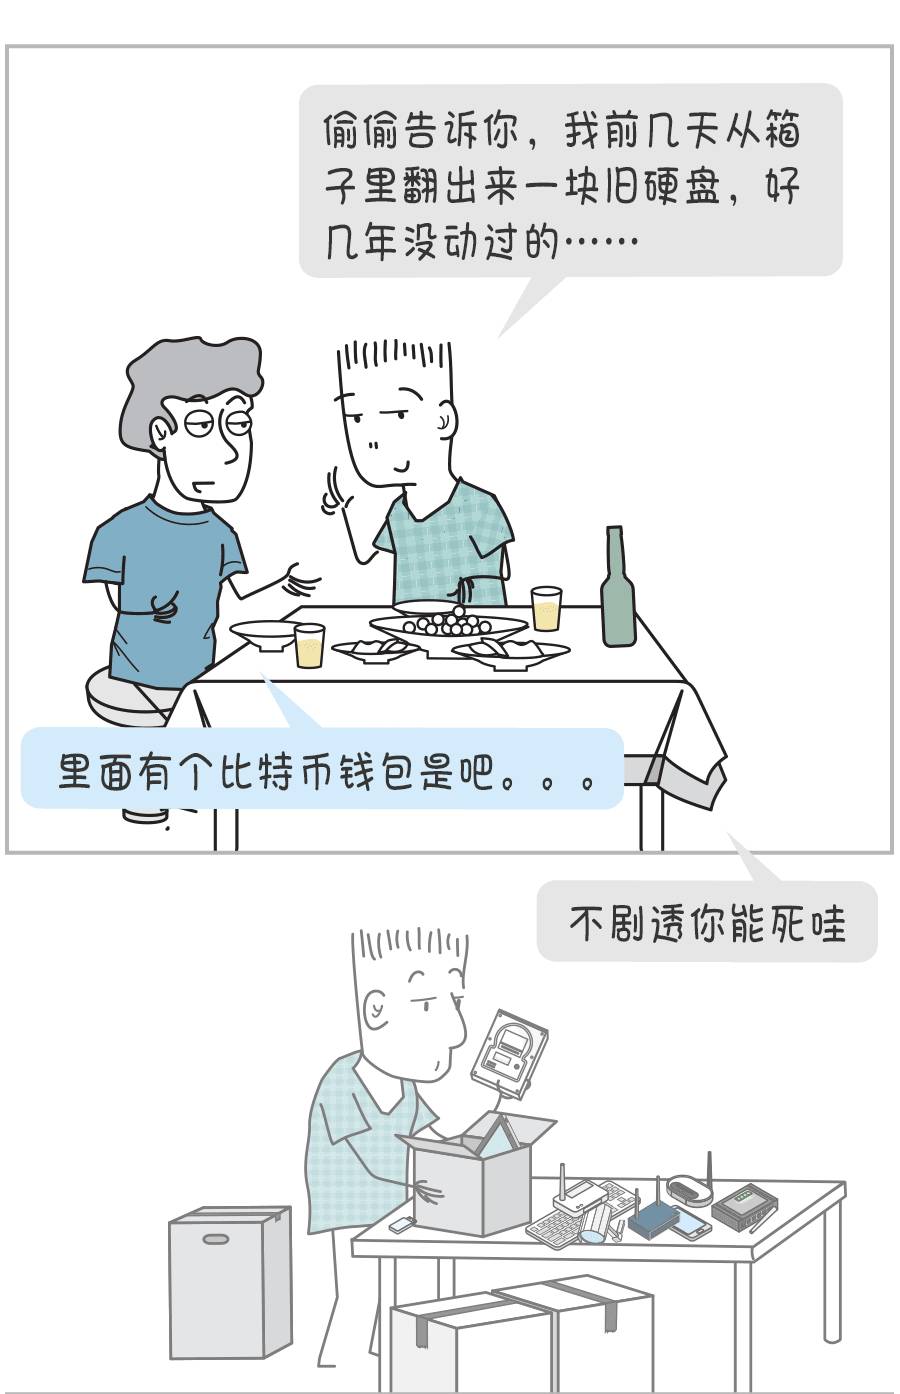 偷偷告诉你，我前几天从箱
子里翻出来一块旧硬盘，好
几年没动过的……
里面有个比特币钱包是吧。。。
不剧透你能死哇